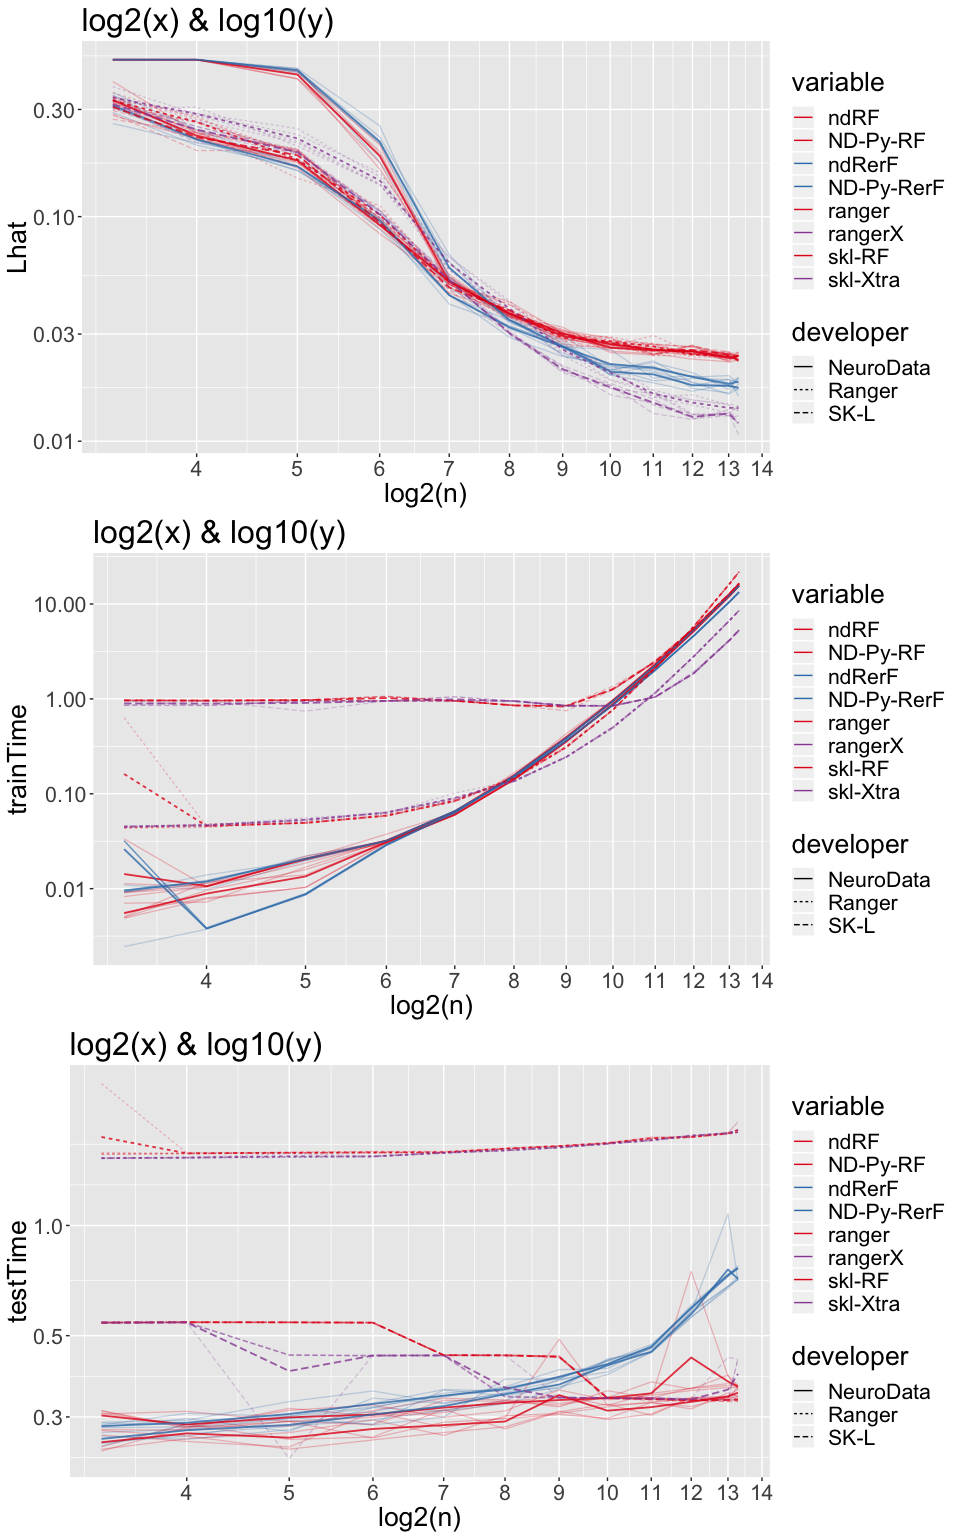 log2(x) & log10(y)
Lhat
0.30
0.10
0.03
0.01
4 5 6 7 8 9 10 11 12 13 14
log2(n)
variable
ndRF
ND-Py-RF
ndRerF
ND-Py-RerF
ranger
rangerX
skl-RF
skl-Xtra
developer
NeuroData
Ranger
SK-L
log2(x) & log10(y)
trainTime
10.00
1.00
0.10
0.01
4 5 6 7 8 9 10 11 12 13 14
log2(n)
variable
ndRF
ND-Py-RF
ndRerF
ND-Py-RerF
ranger
rangerX
skl-RF
skl-Xtra
developer
NeuroData
Ranger
SK-L
log2(x) & log10(y)
testTime
1.0
0.5
0.3
4 5 6 7 8 9 10 11 12 13 14
log2(n)
variable
ndRF
ND-Py-RF
ndRerF
ND-Py-RerF
ranger
rangerX
skl-RF
skl-Xtra
developer
NeuroData
Ranger
SK-L